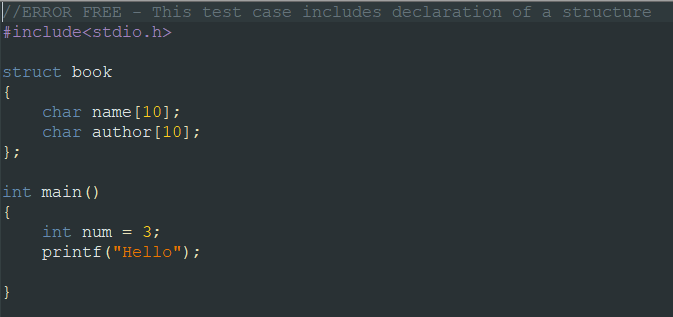 //ERROR FREE - This test case includes declaration of a structure
#include<stdio.h>
struct book
{
char name[10];
char author[10];
};
int main()
{
int num = 3;
printf("Hello");
}